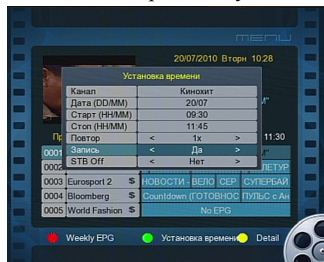 menu
20/07/2010 Вторн 10:28
Установка времени
Канал Кинохит
Дата (DD/MM) 20/07
Старт (HH/MM) 09:30
Стоп (HH/MM) 11:45
Повтор < 1x >
Запись < Да >
STB Off < Нет >
11:30
0001
0002 ЛЕТУР
0003 Eurosport 2 $ НОВОСТИ - ВЕЛО СЕР СУПЕРБАЙ
0004 Bloomberg $ Countdown (ГОТОВНОС ПУЛЬС с Ан
0005 World Fashion $ No EPG
Weekly EPG Установка времени Detail